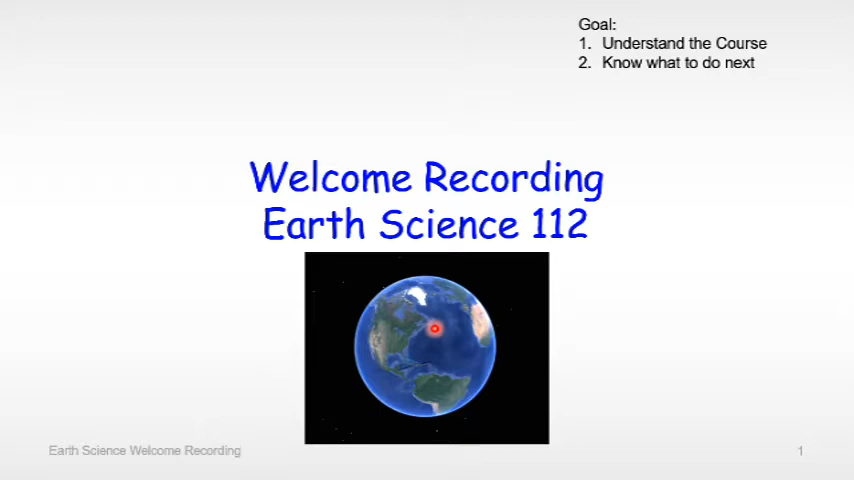 Goal:
1. Understand the Course
2. Know what to do next
Welcome Recording
Earth Science 112
Earth Science Welcome Recording
1